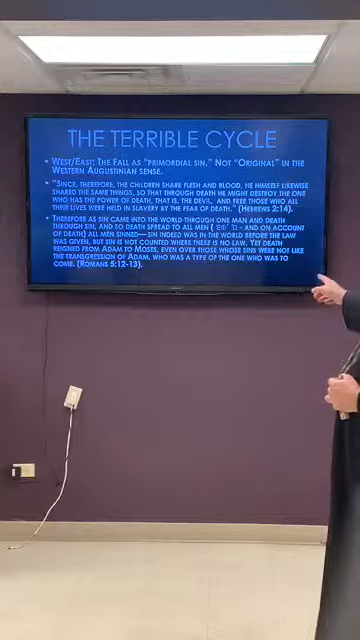 THE TERRIBLE CYCLE
• WEST/EAST: THE FALL AS "PRIMORDIAL SIN." NOT "ORIGINAL" IN THE
WESTERN AUGUSTINIAN SENSE.
• "SINCE, THEREFORE, THE CHILDREN SHARE FLESH AND BLOOD, HE HIMSELF LIKEWISE
SHARED THE SAME THINGS, SO THAT THROUGH DEATH HE MIGHT DESTROY THE ONE
WHO HAS THE POWER OF DEATH, THAT IS, THE DEVIL, AND FREE THOSE WHO ALL
THEIR LIVES WERE HELD IN SLAVERY BY THE FEAR OF DEATH." (HEBREWS 2:14).
• THEREFORE AS SIN CAME INTO THE WORLD THROUGH ONE MAN AND DEATH
THROUGH SIN, AND SO DEATH SPREAD TO ALL MEN ( - AND ON ACCOUNT
OF DEATH) ALL MEN SINNED—SIN INDEED WAS IN THE WORLD BEFORE THE LAW
WAS GIVEN, BUT SIN IS NOT COUNTED WHERE THERE IS NO LAW. YET DEATH
REIGNED FROM ADAM TO MOSES, EVEN OVER THOSE WHOSE SINS WERE NOT LIKE
THE TRANSGRESSION OF ADAM, WHO WAS A TYPE OF THE ONE WHO WAS TO
COME. (ROMANS 5:12-13).